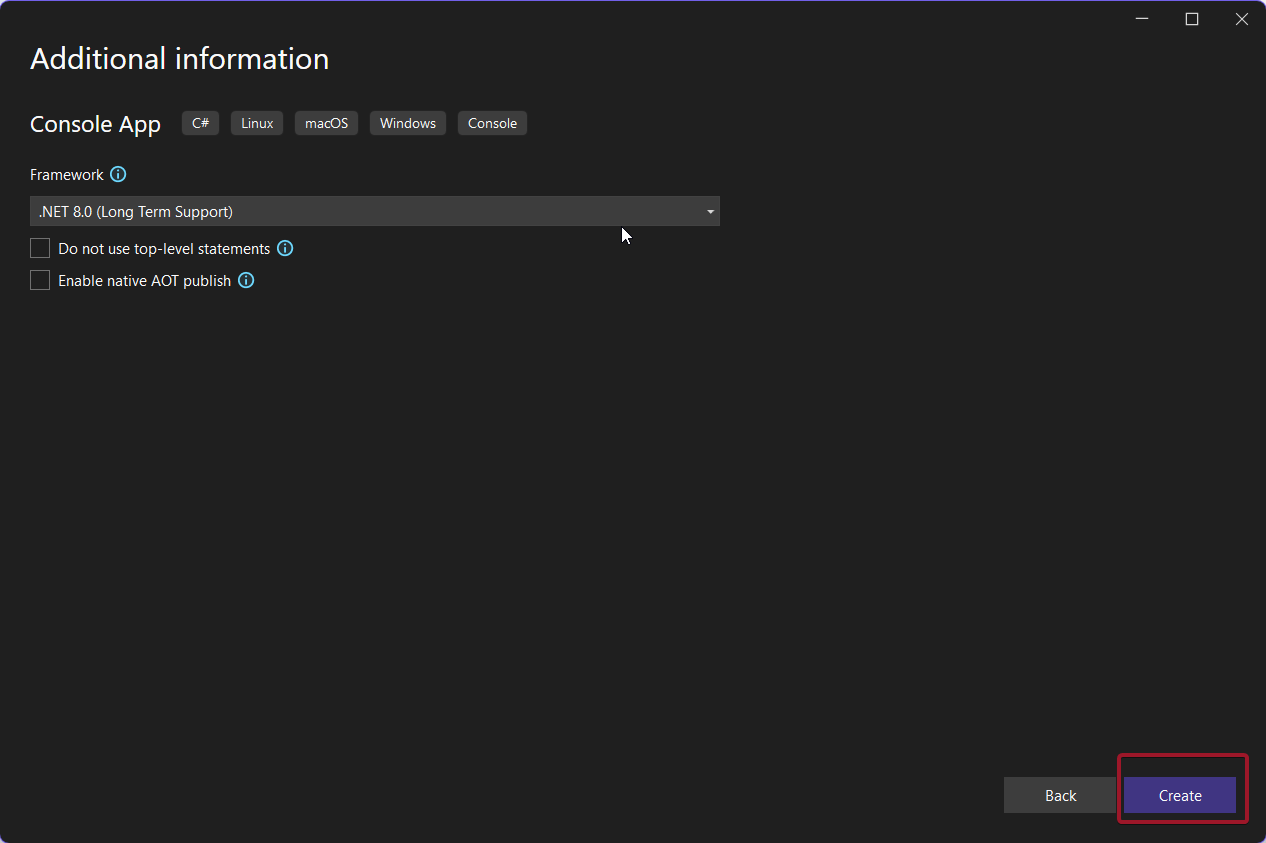 Additional information
Console App C# Linux macOS Windows Console
Framework
.NET 8.0 (Long Term Support)
Do not use top-level statements
Enable native AOT publish
Back Create